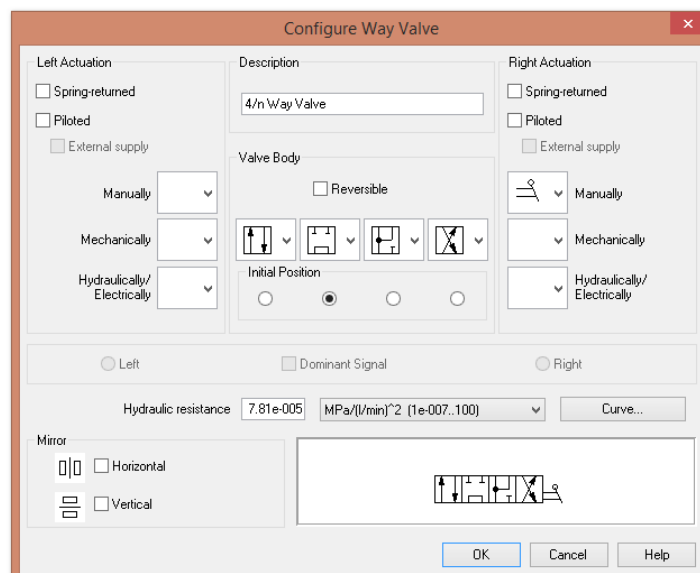 Configure Way Valve
Left Actuation
Spring-returned
Piloted
External supply
Manually
Mechanically
Hydraulically/
Electrically
Description
4/n Way Valve
Valve Body
Reversible
Initial Position
Right Actuation
Spring-returned
Piloted
External supply
Manually
Mechanically
Hydraulically/
Electrically
Left
Dominant Signal
Right
Hydraulic resistance 7.81e-005 MPa/(l/min)^2 (1e-007..100) Curve...
Mirror
Horizontal
Vertical
OK Cancel Help